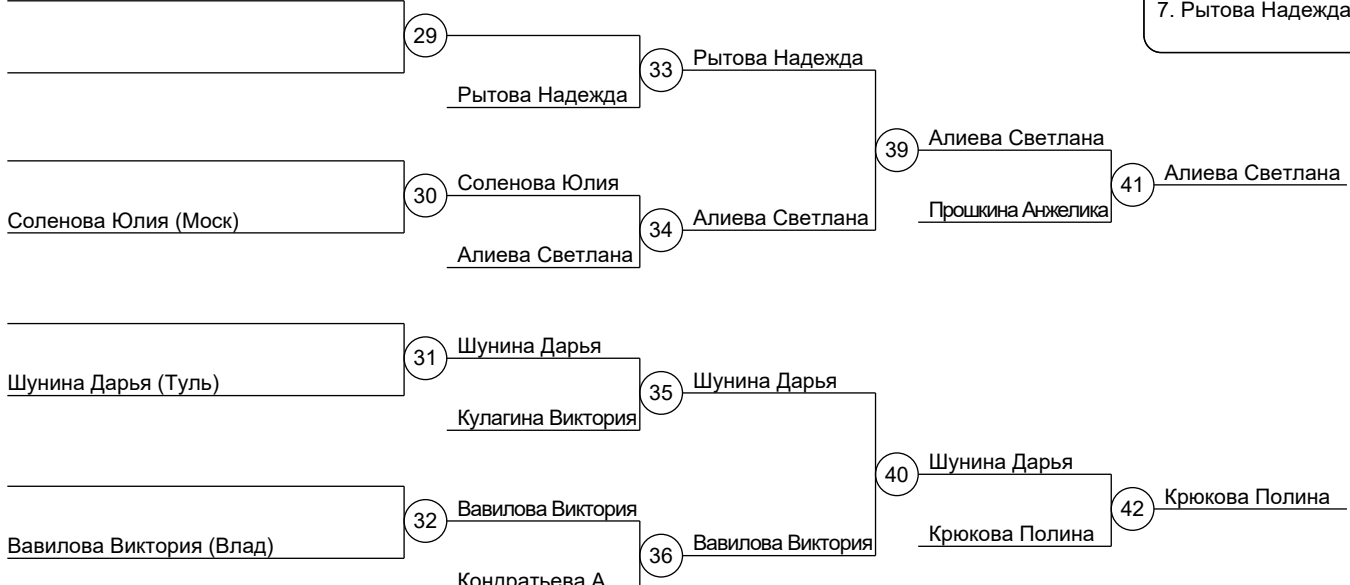 7. Рытова Надежда
29
33
Рытова Надежда
Рытова Надежда
39
Алиева Светлана
30
Соленова Юлия
41
Алиева Светлана
Соленова Юлия (Моск)
34
Алиева Светлана
Прошкина Анжелика
Алиева Светлана
31
Шунина Дарья
Шунина Дарья (Туль)
35
Шунина Дарья
Кулагина Виктория
40
Шунина Дарья
32
Вавилова Виктория
42
Крюкова Полина
Вавилова Виктория (Влад)
36
Вавилова Виктория
Крюкова Полина
Кондратьева А